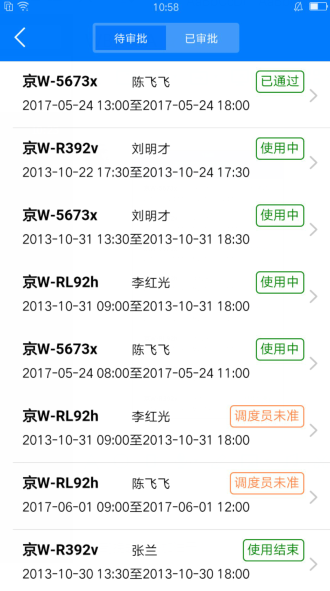 10:58
待审批 已审批
京W-5673x 陈飞飞 已通过
2017-05-24 13:00至2017-05-24 18:00
京W-R392v 刘明才 使用中
2013-10-22 17:30至2013-10-24 17:30
京W-5673x 刘明才 使用中
2013-10-31 13:30至2013-10-31 18:30
京W-RL92h 李红光 使用中
2013-10-31 09:00至2013-10-31 18:00
京W-5673x 陈飞飞 使用中
2017-05-24 08:00至2017-05-24 11:00
京W-RL92h 李红光 调度员未准
2013-10-31 09:00至2013-10-31 18:00
京W-RL92h 陈飞飞 调度员未准
2017-06-01 09:00至2017-06-01 12:00
京W-R392v 张兰 使用结束
2013-10-30 13:30至2013-10-31 18:00